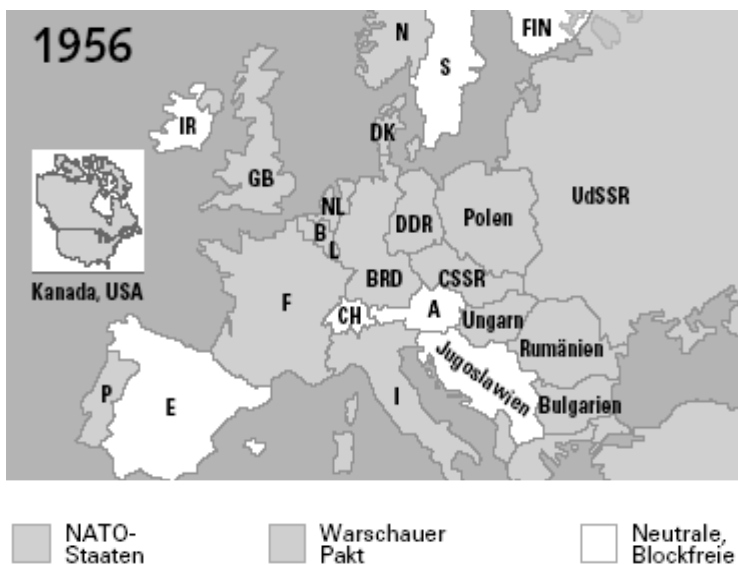 1956
N
FIN
S
IR
DK
GB
UdSSR
NL
B
L
DDR
Polen
Kanada, USA
BRD
CSSR
F
CH
A
Ungarn
Rumänien
Jugoslawien
P
E
I
Bulgarien
NATO-
Staaten
Warschauer
Pakt
Neutrale,
Blockfreie